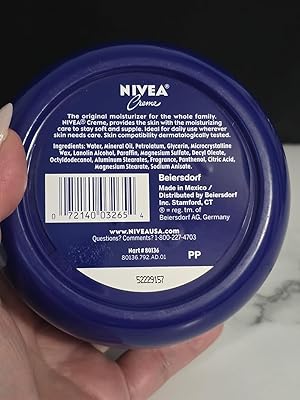 NIVEA
Creme
The original moisturizer for the whole family.
NIVEA® Creme, provides the skin with the moisturizing
care to stay soft and supple. Ideal for daily use wherever
skin needs care. Skin compatibility dermatologically tested.
Ingredients: Water, Mineral Oil, Petrolatum, Glycerin, Microcrystalline
Wax, Lanolin Alcohol, Paraffin, Magnesium Sulfate, Decyl Oleate,
Octyldodecanol, Aluminum Stearates, Fragrance, Panthenol, Citric Acid,
Magnesium Stearate, Sodium Anisate.
Beiersdorf
Made in Mexico /
Distributed by Beiersdorf
Inc. Stamford, CT
® = reg. tm. of
Beiersdorf AG, Germany
0 72140 03265 4
www.NIVEAUSA.com
Questions? Comments? 1-800-227-4703
Nart# 80136
80136.792.AD.01
PP
52229157